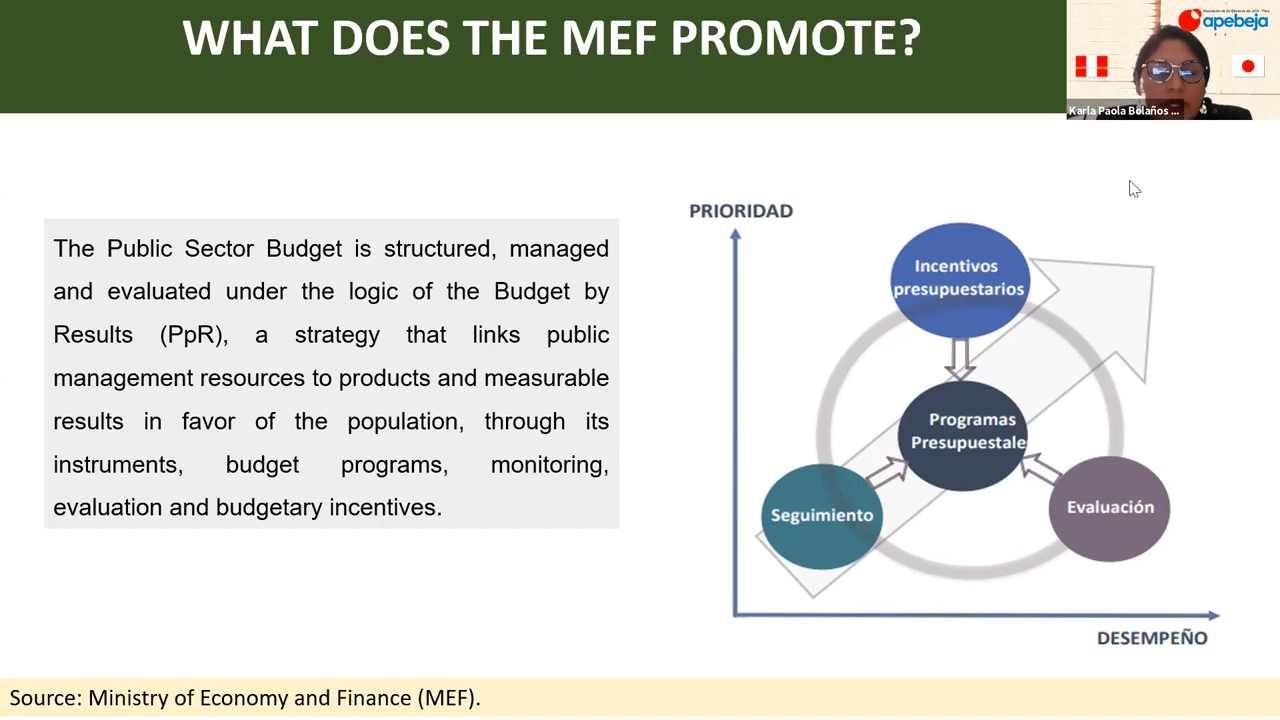 WHAT DOES THE MEF PROMOTE?
apebeja
Karla Paola Bolaños ...
The Public Sector Budget is structured, managed
and evaluated under the logic of the Budget by
Results (PpR), a strategy that links public
management resources to products and measurable
results in favor of the population, through its
instruments, budget programs, monitoring,
evaluation and budgetary incentives.
PRIORIDAD
Incentivos
presupuestarios
Programas
Presupuestale
Seguimiento
Evaluación
DESEMPEÑO
Source: Ministry of Economy and Finance (MEF).